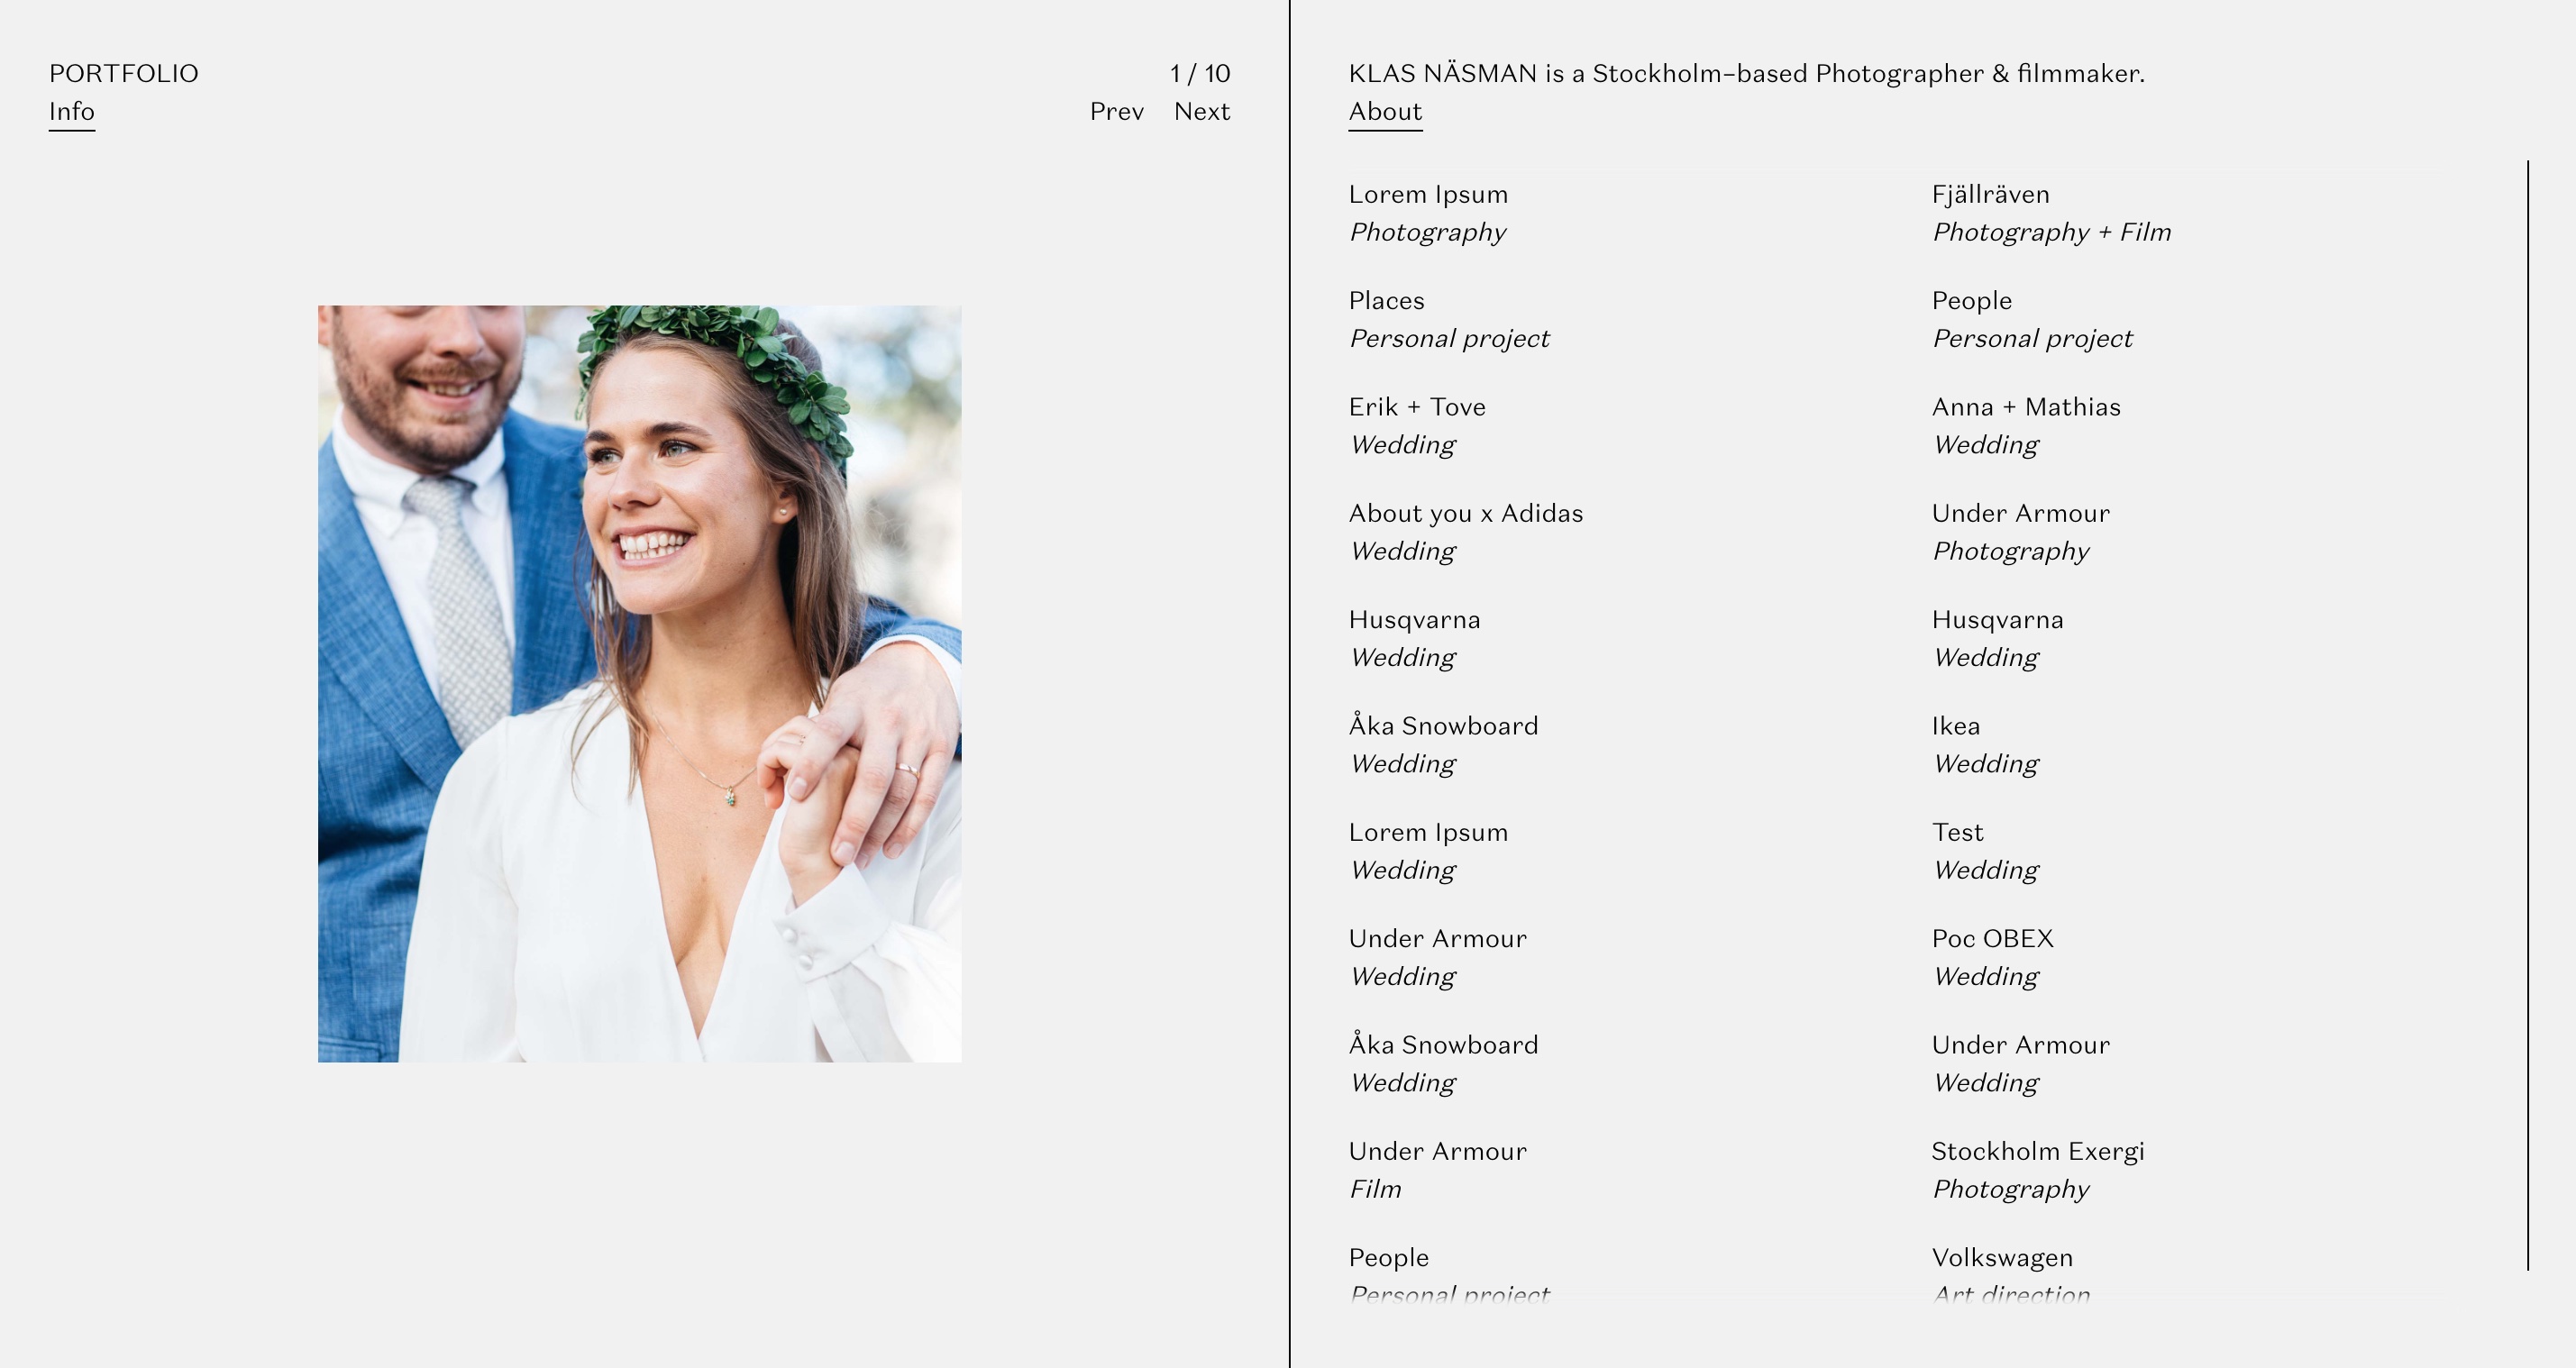 PORTFOLIO
Info
1 / 10
Prev Next
KLAS NÄSMAN is a Stockholm–based Photographer & filmmaker.
About
Lorem Ipsum
Photography
Fjällräven
Photography + Film
Places
Personal project
People
Personal project
Erik + Tove
Wedding
Anna + Mathias
Wedding
About you x Adidas
Wedding
Under Armour
Photography
Husqvarna
Wedding
Husqvarna
Wedding
Åka Snowboard
Wedding
Ikea
Wedding
Lorem Ipsum
Wedding
Test
Wedding
Under Armour
Wedding
Poc OBEX
Wedding
Åka Snowboard
Wedding
Under Armour
Wedding
Under Armour
Film
Stockholm Exergi
Photography
People
Personal project
Volkswagen
Art direction